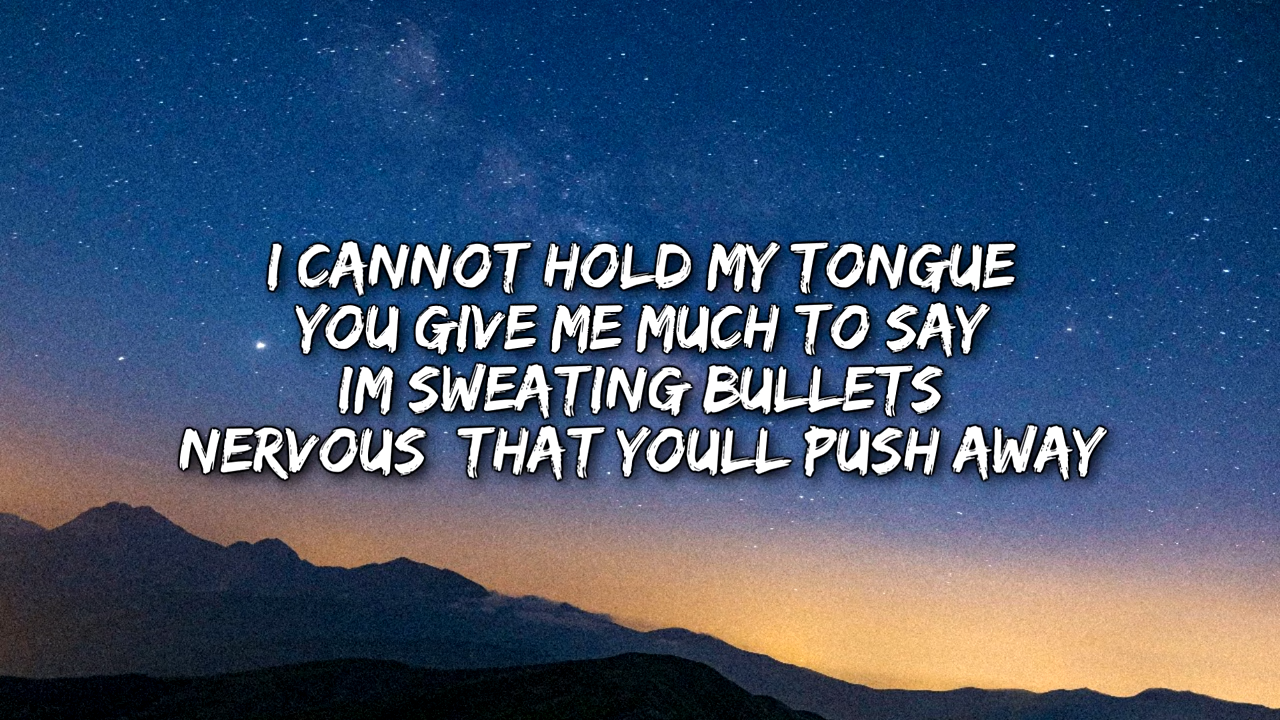 I CANNOT HOLD MY TONGUE
YOU GIVE ME MUCH TO SAY
IM SWEATING BULLETS
NERVOUS  THAT YOULL PUSH AWAY